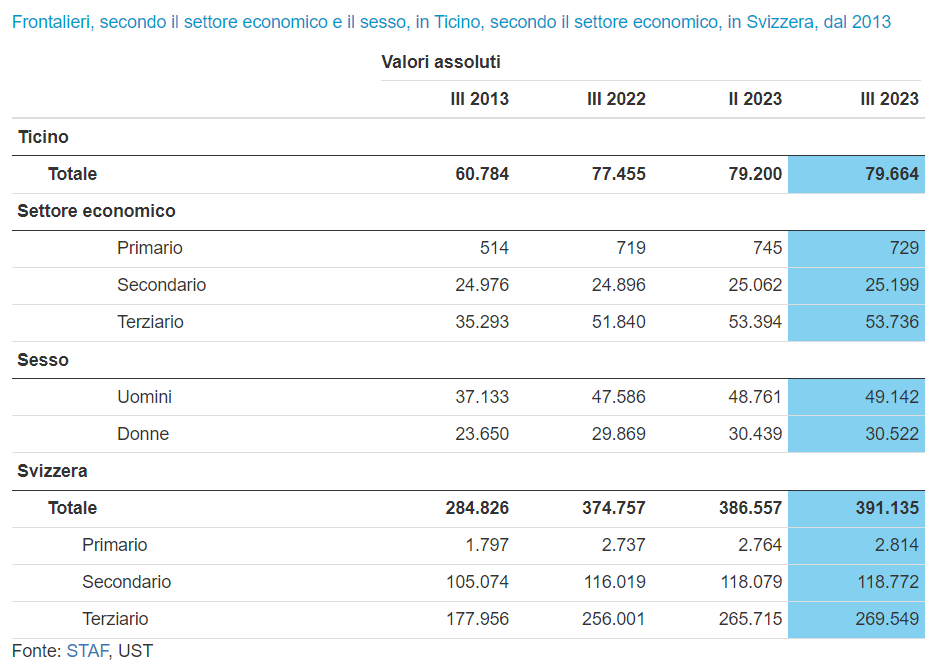 Frontalieri, secondo il settore economico e il sesso, in Ticino, secondo il settore economico, in Svizzera, dal 2013
Valori assoluti
III 2013 III 2022 II 2023 III 2023
Ticino
Totale 60.784 77.455 79.200 79.664
Settore economico
Primario 514 719 745 729
Secondario 24.976 24.896 25.062 25.199
Terziario 35.293 51.840 53.394 53.736
Sesso
Uomini 37.133 47.586 48.761 49.142
Donne 23.650 29.869 30.439 30.522
Svizzera
Totale 284.826 374.757 386.557 391.135
Primario 1.797 2.737 2.764 2.814
Secondario 105.074 116.019 118.079 118.772
Terziario 177.956 256.001 265.715 269.549
Fonte: STAF, UST